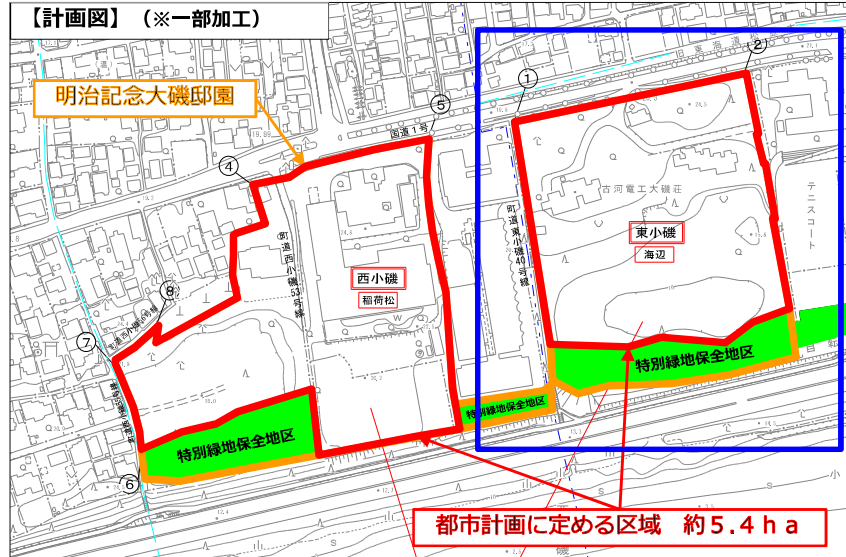 【計画図】（※一部加工）
明治記念大磯邸園
①
②
④
⑤
国道1号
古河電工大磯荘
テニスコート
東小磯
海辺
町道東小磯40号線
西小磯
稲荷松
町道西小磯53号線
⑧
⑦
⑥
特別緑地保全地区
特別緑地保全地区
特別緑地保全地区
都市計画に定める区域　約5.4ｈａ